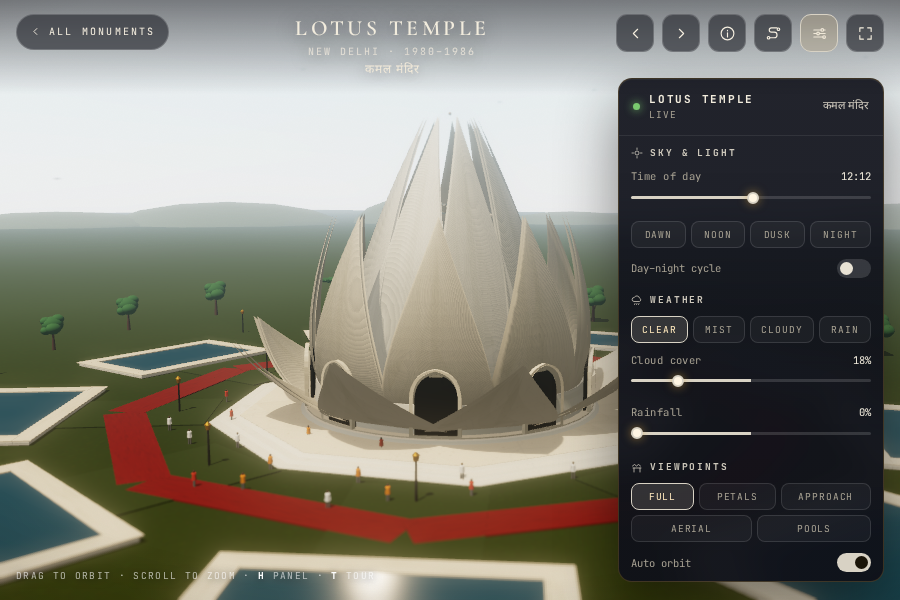 ALL MONUMENTS
LOTUS TEMPLE
NEW DELHI · 1980–1986
कमल मंदिर
LOTUS TEMPLE
LIVE
कमल मंदिर
SKY & LIGHT
Time of day 12:12
DAWN NOON DUSK NIGHT
Day–night cycle
WEATHER
CLEAR MIST CLOUDY RAIN
Cloud cover 18%
Rainfall 0%
VIEWPOINTS
FULL PETALS APPROACH
AERIAL POOLS
Auto orbit
DRAG TO ORBIT · SCROLL TO ZOOM · H PANEL · T TOUR